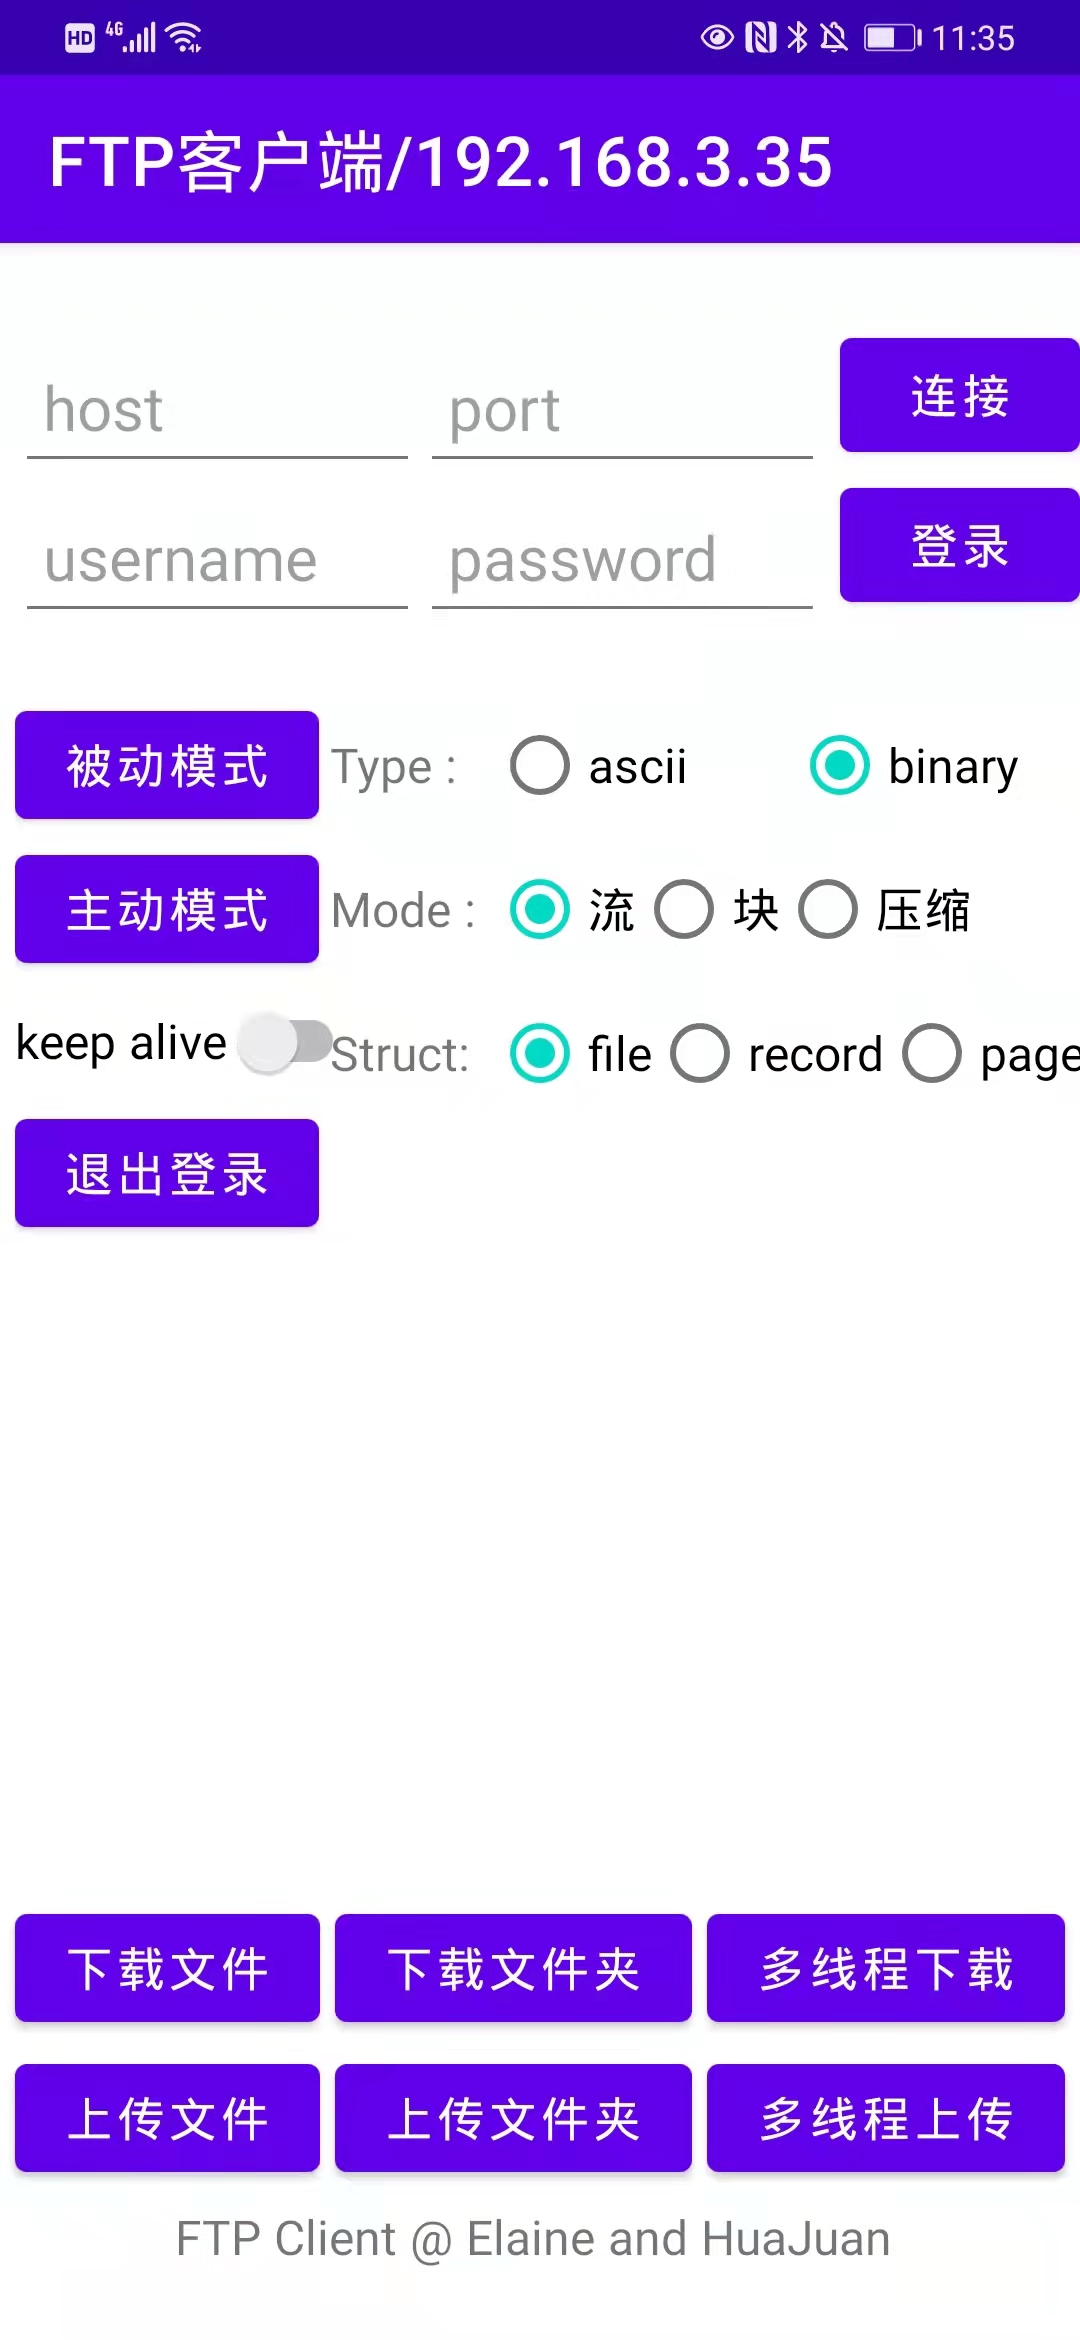 HD 4G 11:35
FTP客户端/192.168.3.35
host port 连接
username password 登录
被动模式 Type : ascii binary
主动模式 Mode : 流 块 压缩
keep alive Struct: file record page
退出登录
下载文件 下载文件夹 多线程下载
上传文件 上传文件夹 多线程上传
FTP Client @ Elaine and HuaJuan